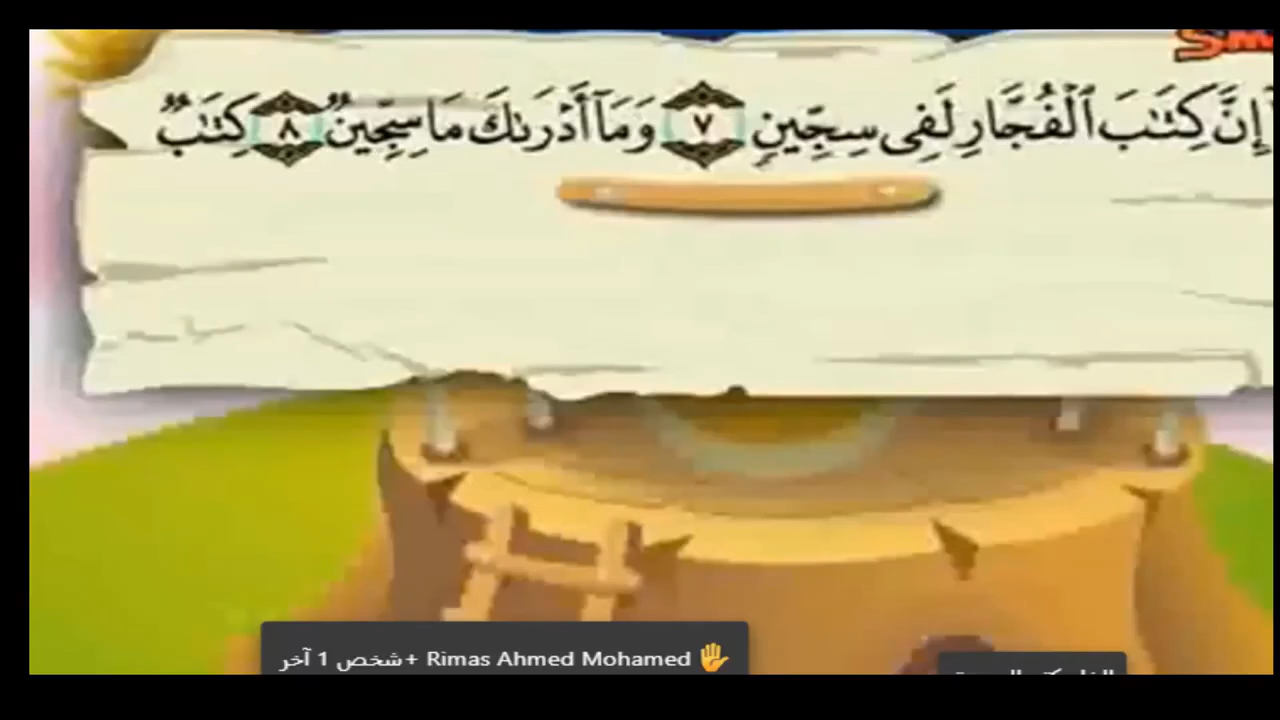 إِنَّ كِتَٰبَ ٱلْفُجَّارِ لَفِى سِجِّينٍ ٧ وَمَآ أَدْرَىٰكَ مَا سِجِّينٌ ٨ كِتَٰبٌ
✋ Rimas Ahmed Mohamed +شخص 1 آخر